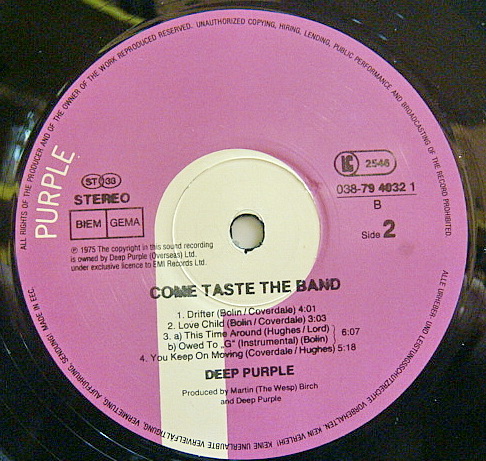 ALL RIGHTS OF THE PRODUCER AND OF THE OWNER OF THE WORK REPRODUCED RESERVED. UNAUTHORIZED COPYING, HIRING, LENDING, PUBLIC PERFORMANCE AND BROADCASTING OF THE RECORD PROHIBITED.
PURPLE
ST 33
STEREO
BIEM GEMA
LC 2546
038-79 4032 1
B
Side 2
℗ 1975 The copyright in this sound recording
is owned by Deep Purple (Overseas) Ltd.
under exclusive licence to EMI Records Ltd.
COME TASTE THE BAND
1. Drifter (Bolin/Coverdale) 4:01
2. Love Child (Bolin/Coverdale) 3:03
3. a) This Time Around (Hughes/Lord)
b) Owed To „G" (Instrumental) (Bolin) } 6:07
4. You Keep On Moving (Coverdale/Hughes) 5:18
DEEP PURPLE
Produced by Martin (The Wesp) Birch
and Deep Purple
ALLE URHEBER- UND LEISTUNGSSCHUTZRECHTE VORBEHALTEN. KEIN VERLEIH! KEINE UNERLAUBTE VERVIELFÄLTIGUNG, VERMIETUNG, AUFFÜHRUNG, SENDUNG! MADE IN EEC.